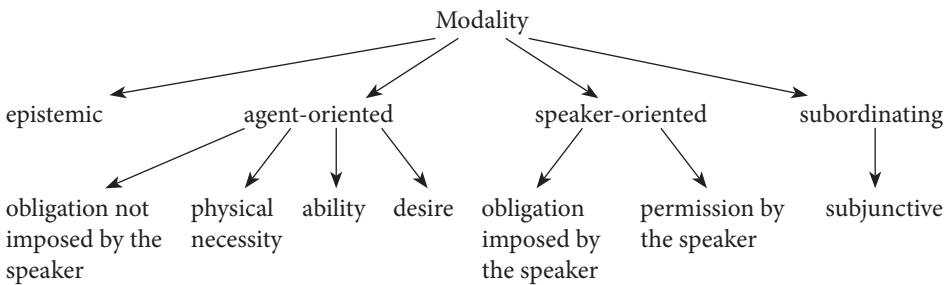 Modality
epistemic
agent-oriented
speaker-oriented
subordinating
obligation not
imposed by the
speaker
physical
necessity
ability
desire
obligation
imposed by
the speaker
permission by
the speaker
subjunctive